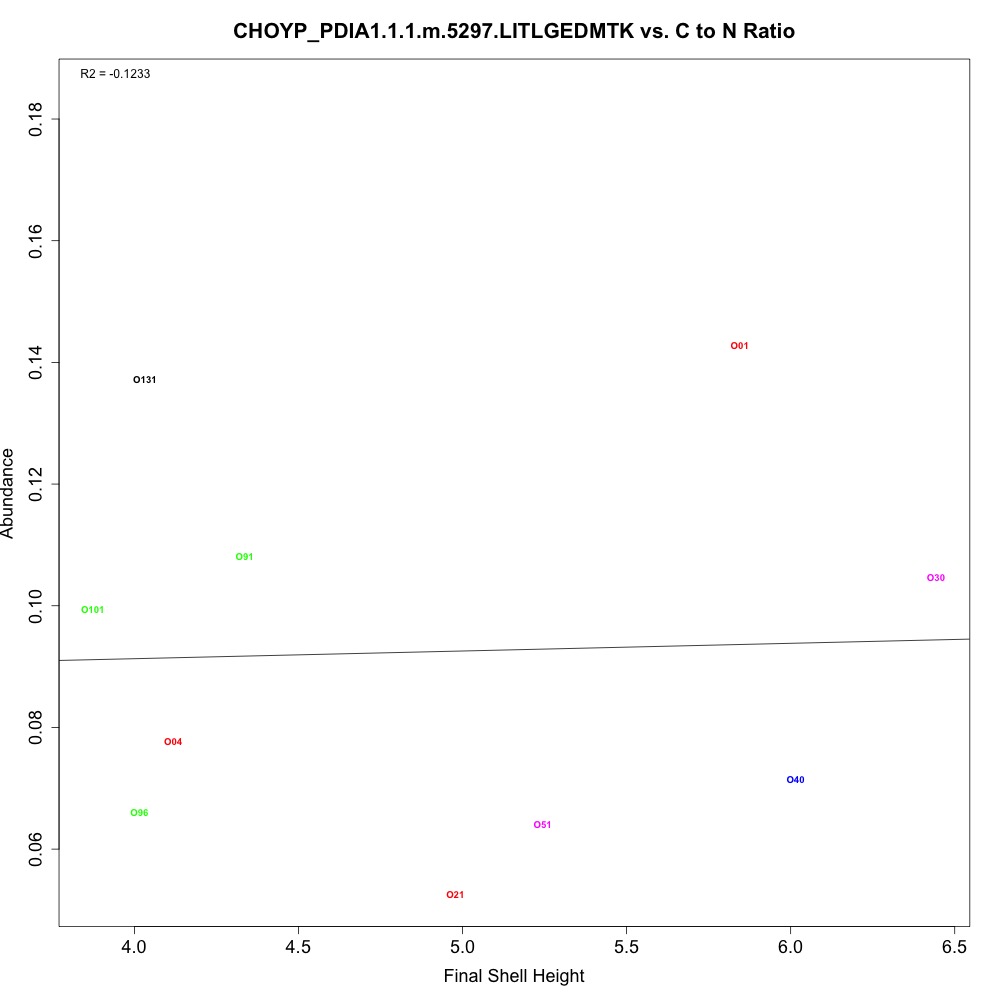 CHOYP_PDIA1.1.1.m.5297.LITLGEDMTK vs. C to N Ratio
R2 = -0.1233
0.18
0.16
0.14
0.12
0.10
0.08
0.06
Abundance
O01
O131
O91
O30
O101
O04
O40
O96
O51
O21
4.0 4.5 5.0 5.5 6.0 6.5
Final Shell Height